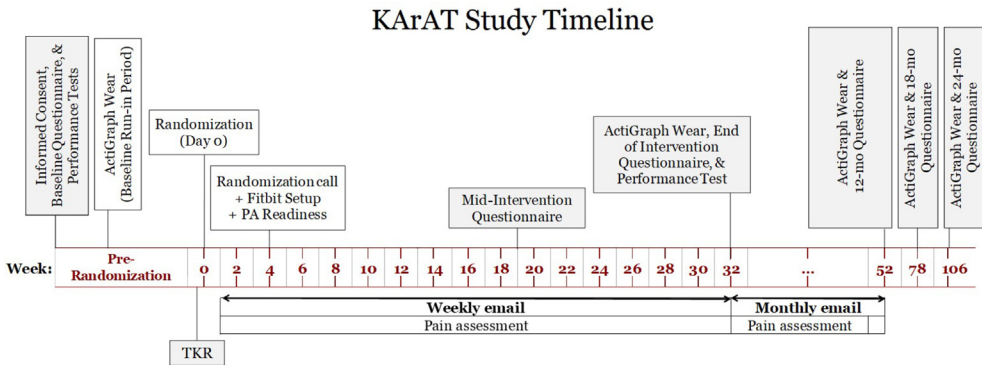 KArAT Study Timeline
Informed Consent,
Baseline Questionnaire, &
Performance Tests
ActiGraph Wear
(Baseline Run-in Period)
Randomization
(Day 0)
Randomization call
+ Fitbit Setup
+ PA Readiness
Mid-Intervention
Questionnaire
ActiGraph Wear, End
of Intervention
Questionnaire, &
Performance Test
ActiGraph Wear &
12-mo Questionnaire
ActiGraph Wear & 18-mo
Questionnaire
ActiGraph Wear & 24-mo
Questionnaire
Week:
Pre-
Randomization
0 2 4 6 8 10 12 14 16 18 20 22 24 26 28 30 32 ... 52 78 106
Weekly email Monthly email
Pain assessment Pain assessment
TKR